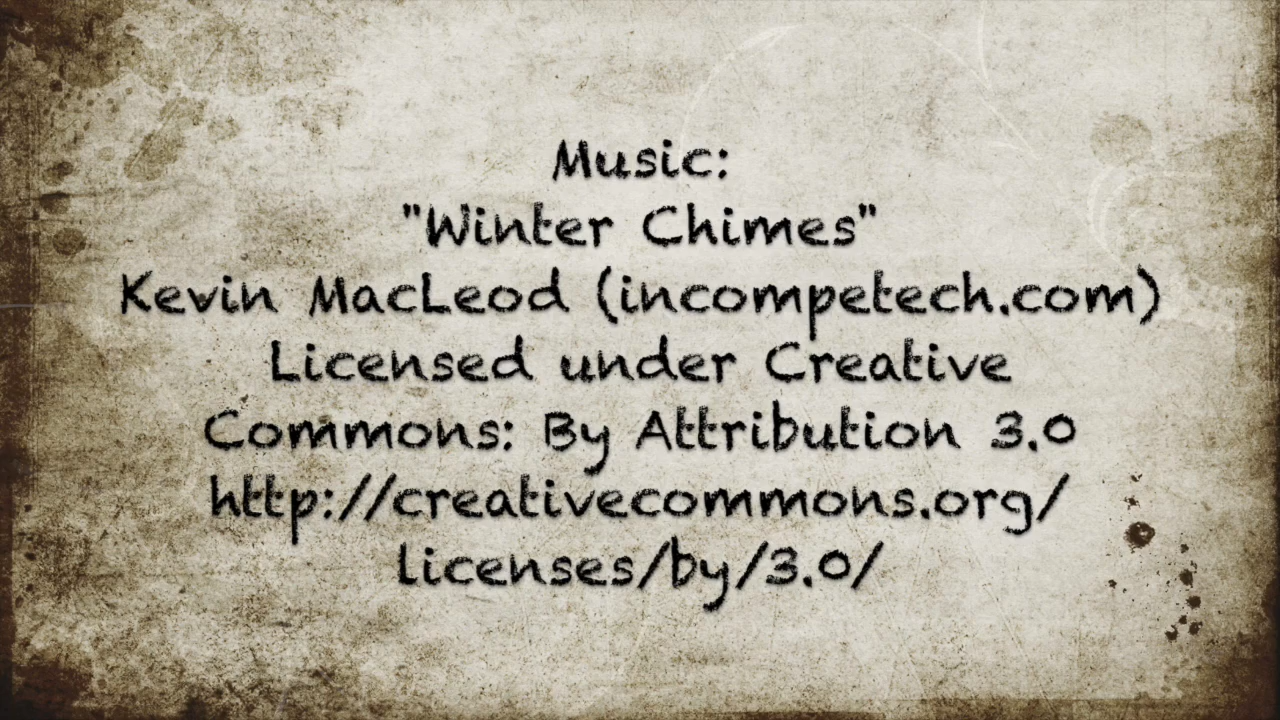 Music:
"Winter Chimes"
Kevin MacLeod (incompetech.com)
Licensed under Creative
Commons: By Attribution 3.0
http://creativecommons.org/
licenses/by/3.0/